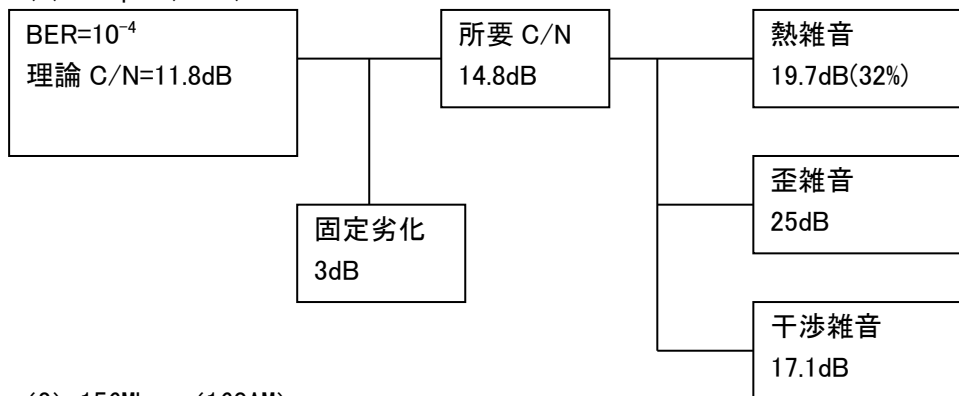 BER=10⁻⁴
理論 C/N=11.8dB
所要 C/N
14.8dB
熱雑音
19.7dB(32%)
固定劣化
3dB
歪雑音
25dB
干渉雑音
17.1dB